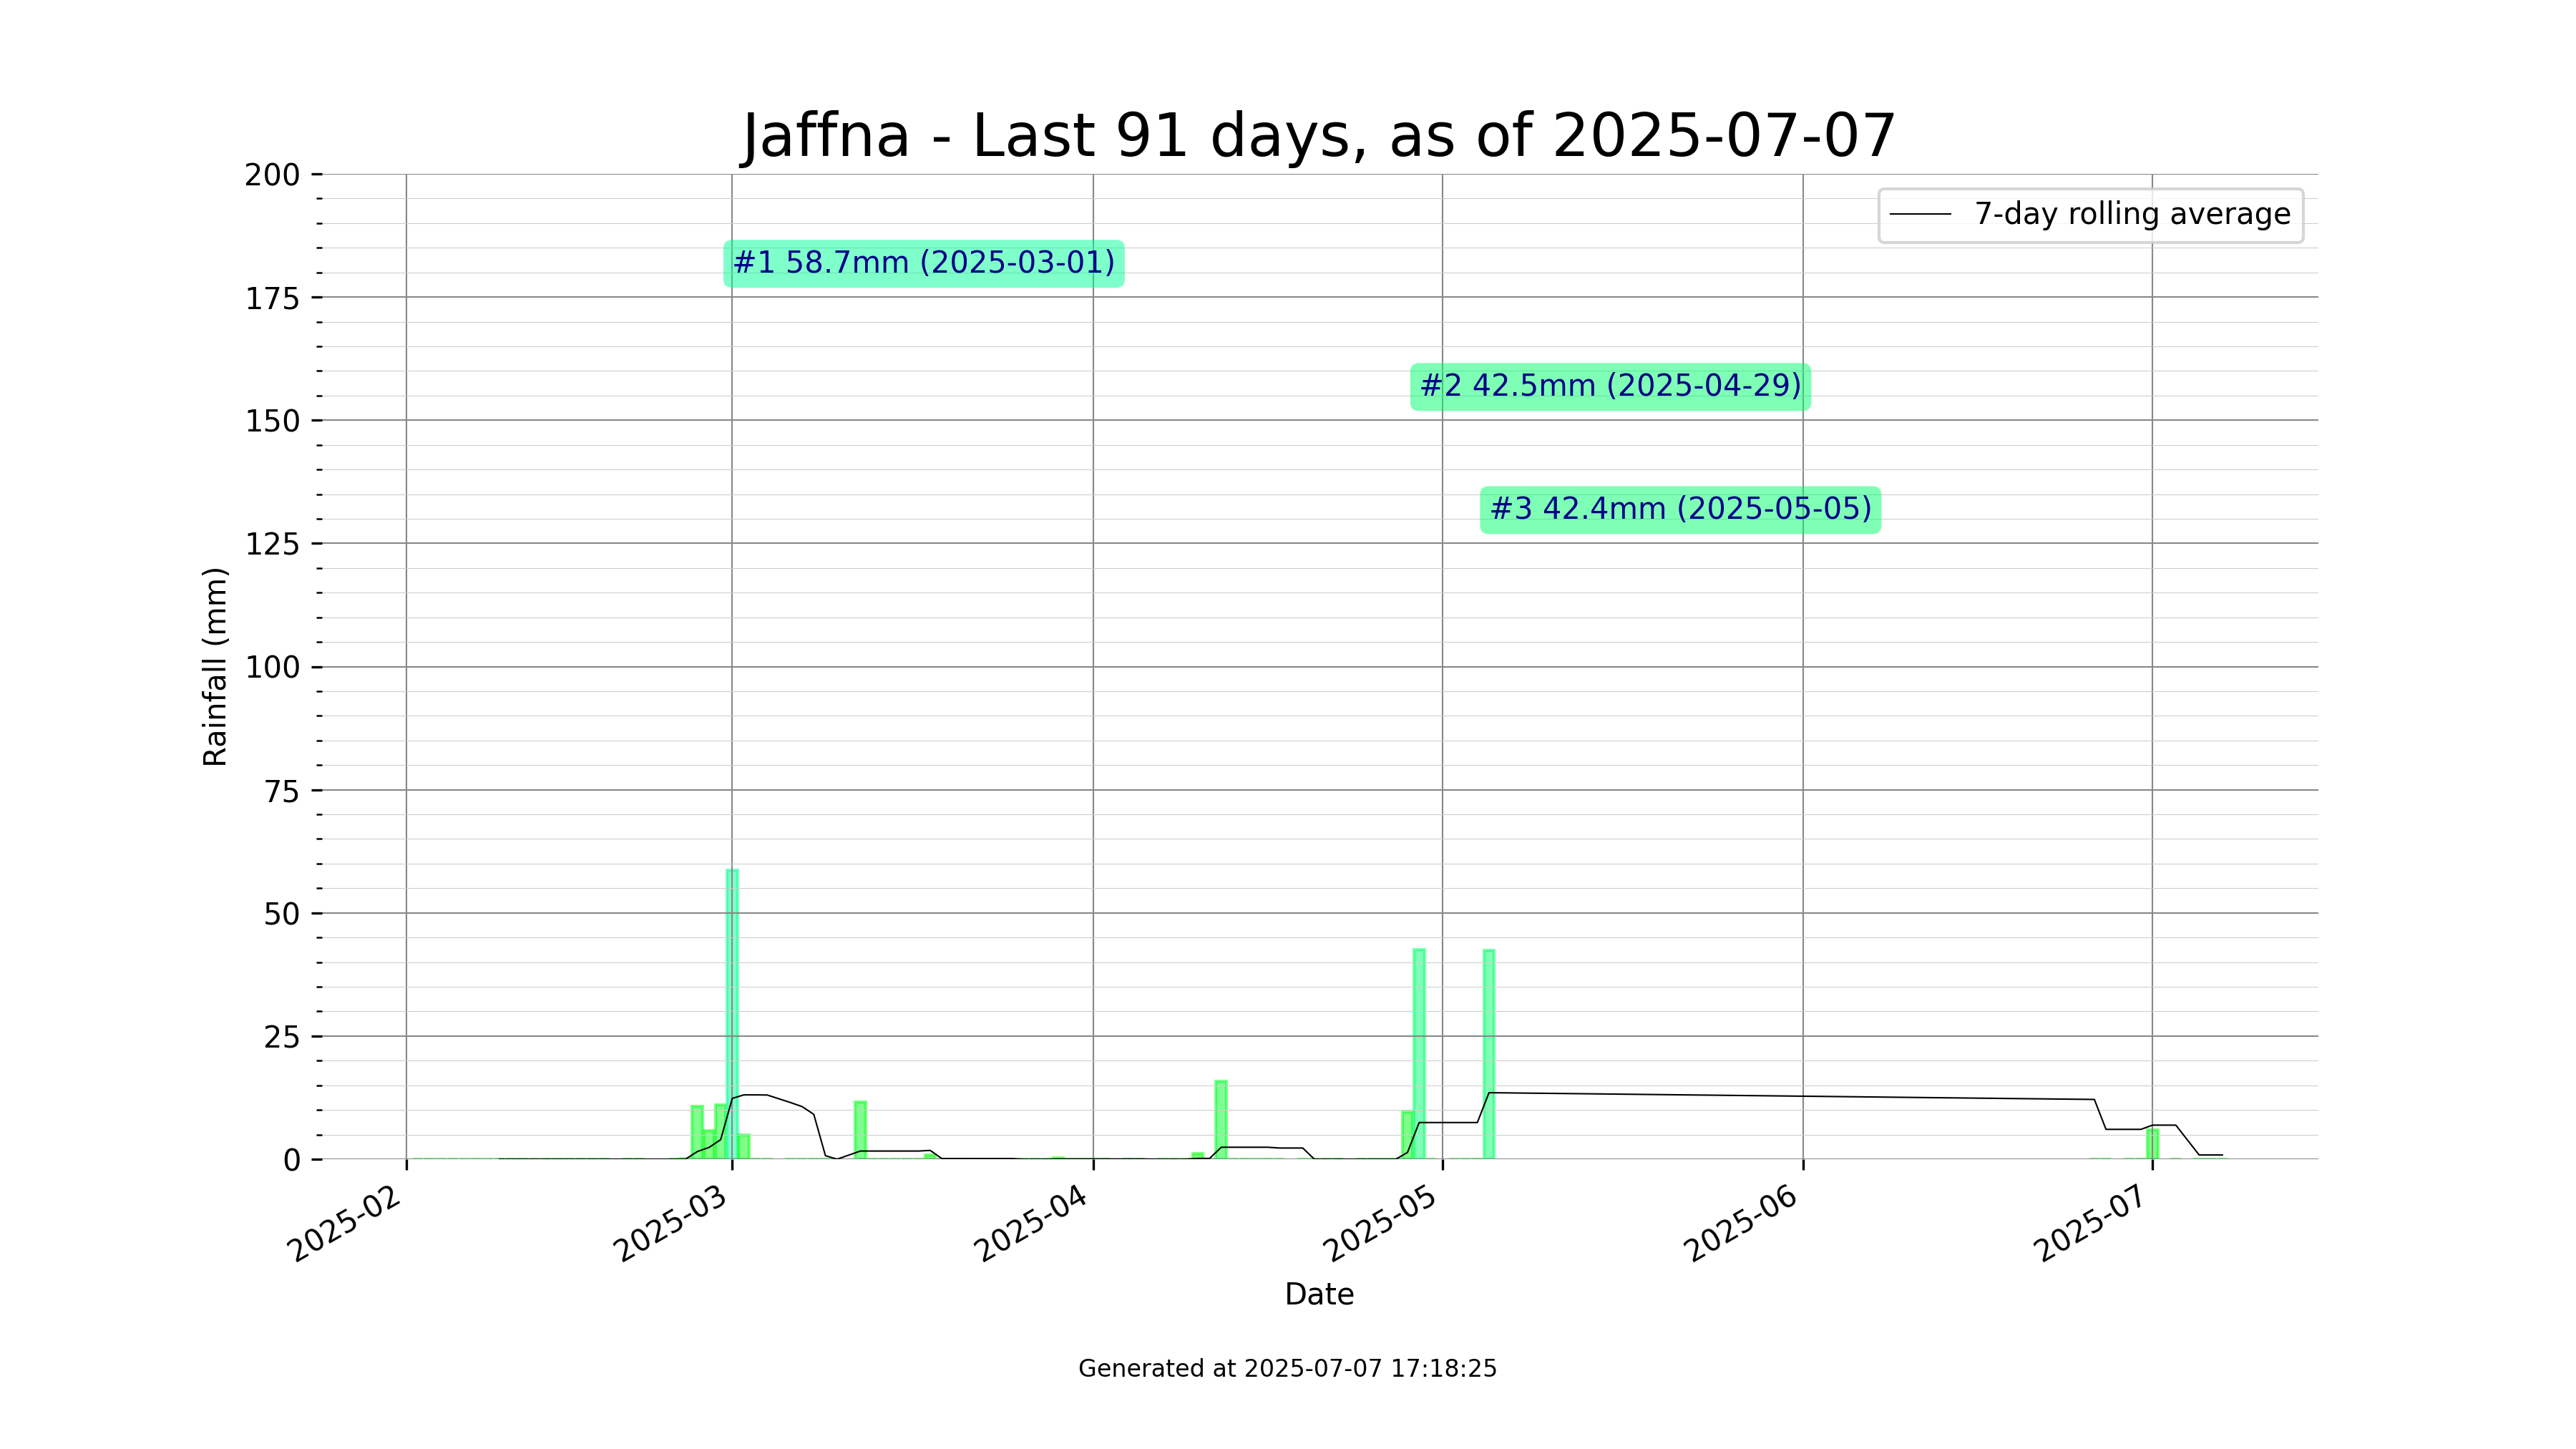 Jaffna - Last 91 days, as of 2025-07-07
200
175
150
125
100
75
50
25
0
Rainfall (mm)
7-day rolling average
#1 58.7mm (2025-03-01)
#2 42.5mm (2025-04-29)
#3 42.4mm (2025-05-05)
2025-02
2025-03
2025-04
2025-05
2025-06
2025-07
Date
Generated at 2025-07-07 17:18:25